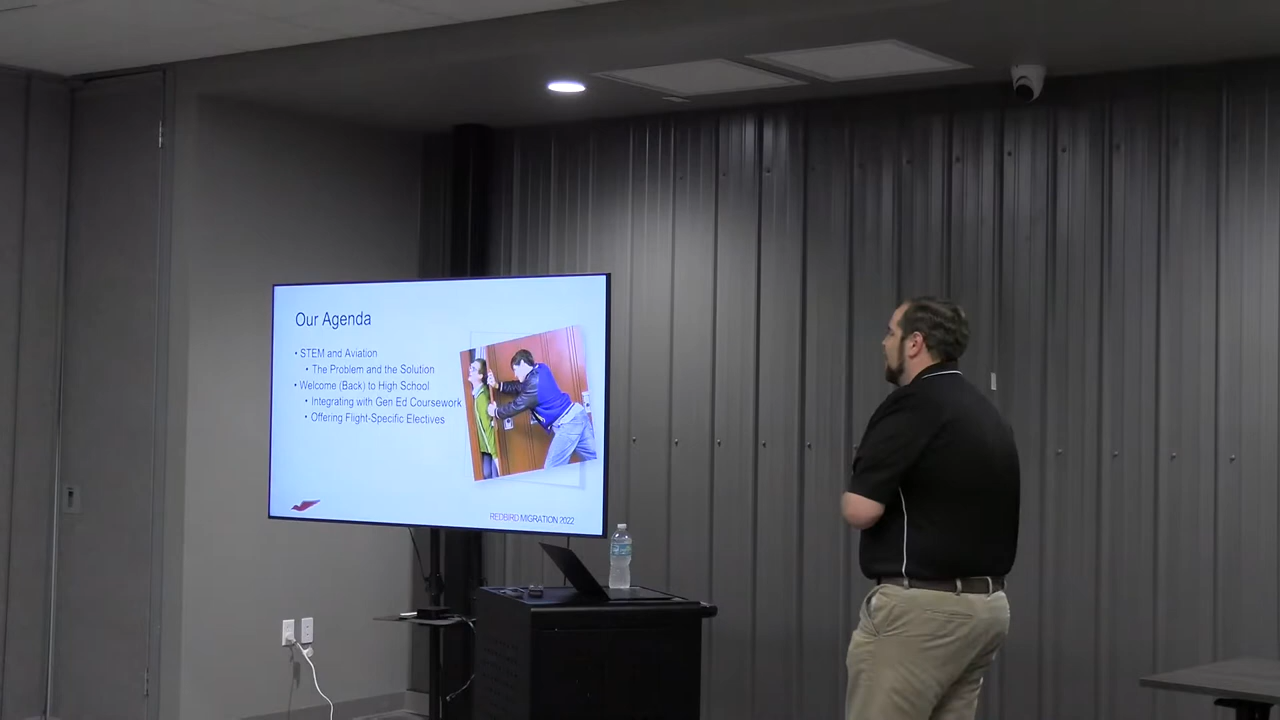 Our Agenda
• STEM and Aviation
• The Problem and the Solution
• Welcome (Back) to High School
• Integrating with Gen Ed Coursework
• Offering Flight-Specific Electives
REDBIRD MIGRATION 2022